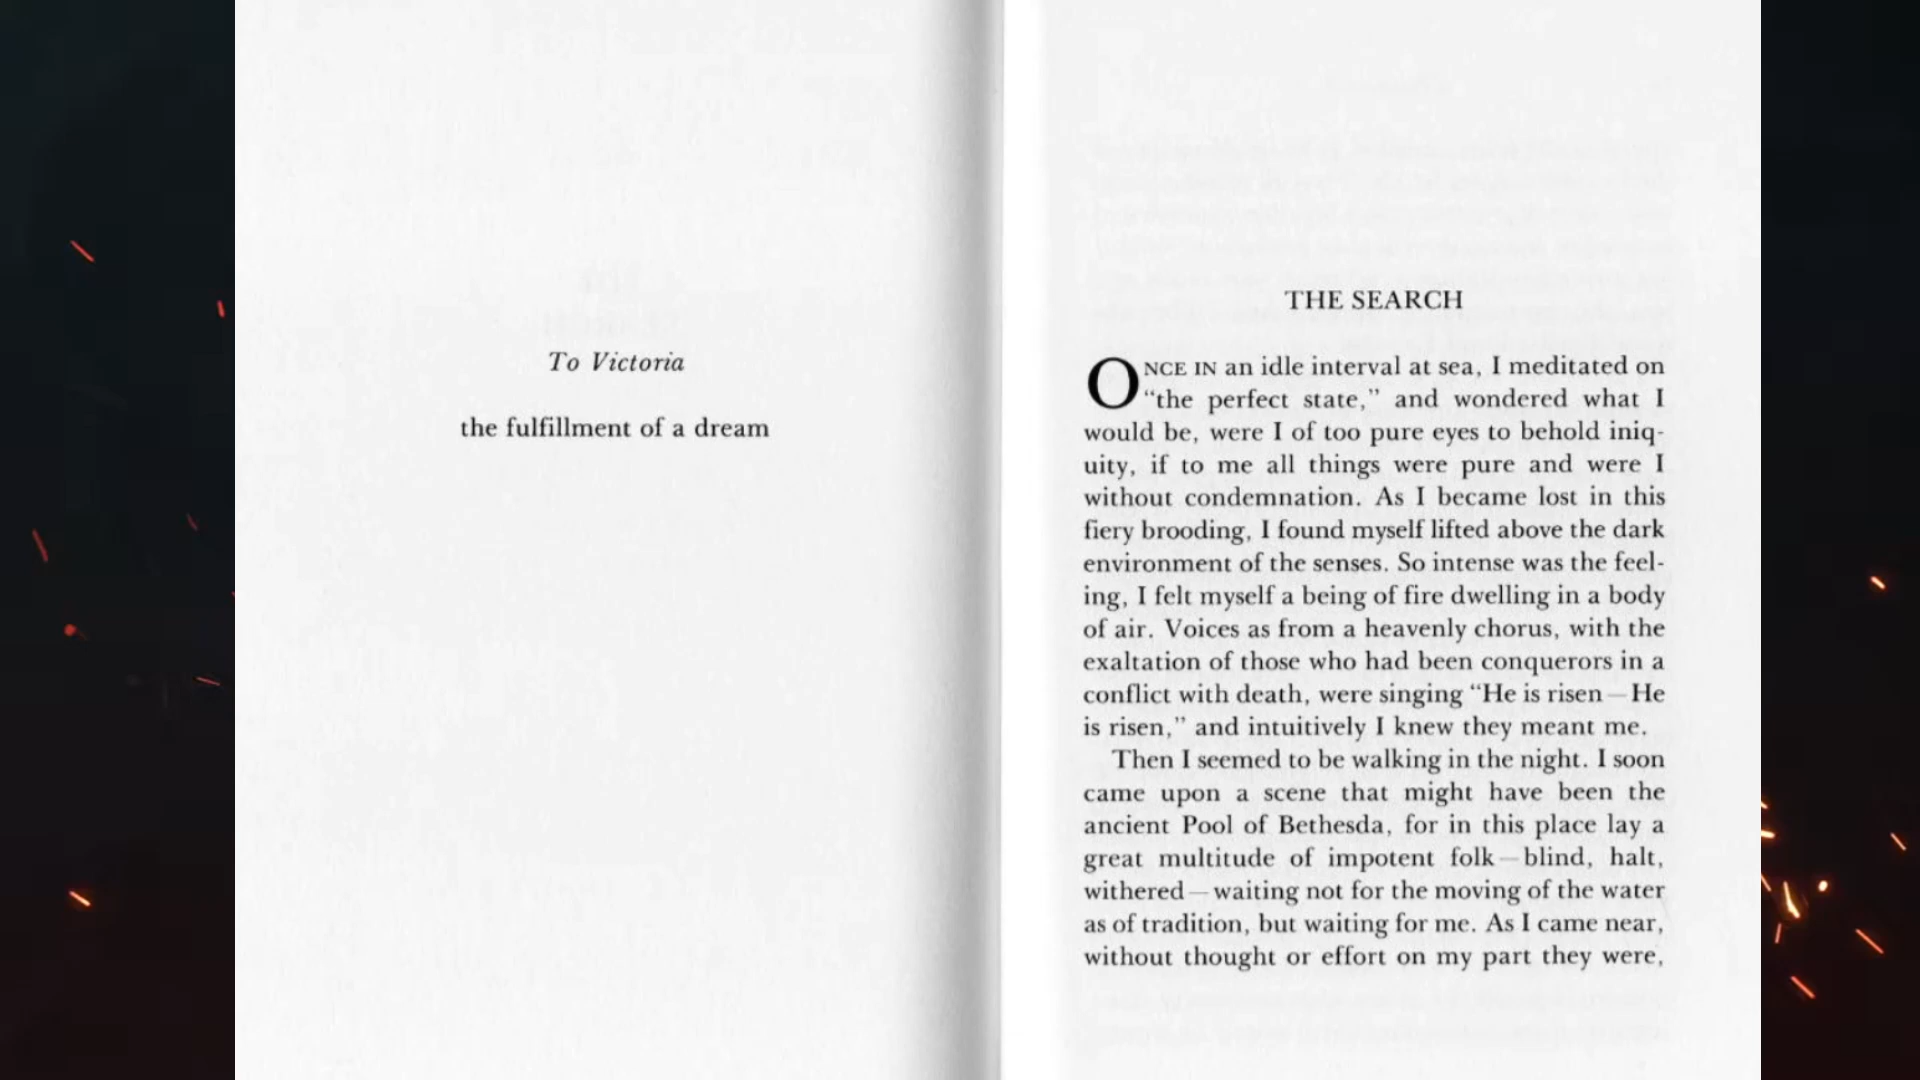 To Victoria
the fulfillment of a dream
THE SEARCH
ONCE IN an idle interval at sea, I meditated on
“the perfect state,” and wondered what I
would be, were I of too pure eyes to behold iniq-
uity, if to me all things were pure and were I
without condemnation. As I became lost in this
fiery brooding, I found myself lifted above the dark
environment of the senses. So intense was the feel-
ing, I felt myself a being of fire dwelling in a body
of air. Voices as from a heavenly chorus, with the
exaltation of those who had been conquerors in a
conflict with death, were singing “He is risen—He
is risen,” and intuitively I knew they meant me.
Then I seemed to be walking in the night. I soon
came upon a scene that might have been the
ancient Pool of Bethesda, for in this place lay a
great multitude of impotent folk—blind, halt,
withered—waiting not for the moving of the water
as of tradition, but waiting for me. As I came near,
without thought or effort on my part they were,